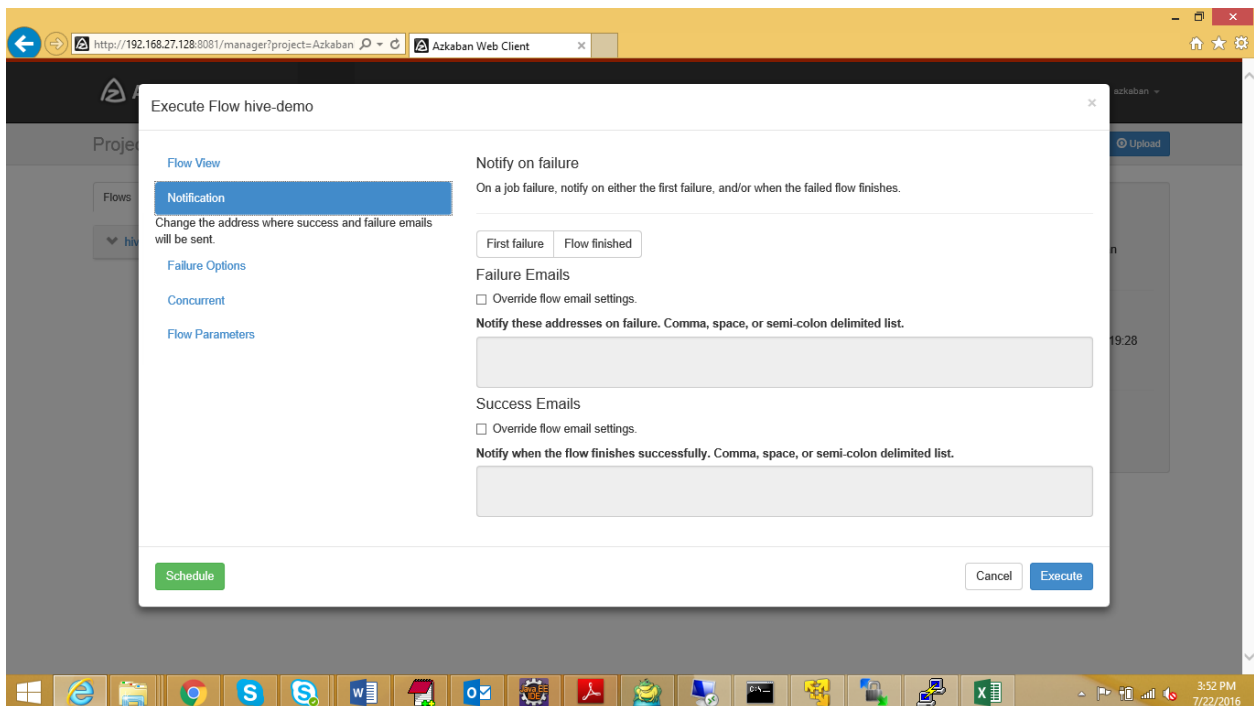 http://192.168.27.128:8081/manager?project=Azkaban
Azkaban Web Client
azkaban
Execute Flow hive-demo
Projec
Upload
Flow View
Notify on failure
Flows
Notification
On a job failure, notify on either the first failure, and/or when the failed flow finishes.
Change the address where success and failure emails
will be sent.
hiv
First failure
Flow finished
n
Failure Options
Failure Emails
Concurrent
Override flow email settings.
Notify these addresses on failure. Comma, space, or semi-colon delimited list.
Flow Parameters
19:28
Success Emails
Override flow email settings.
Notify when the flow finishes successfully. Comma, space, or semi-colon delimited list.
Schedule
Cancel
Execute
3:52 PM
7/22/2016